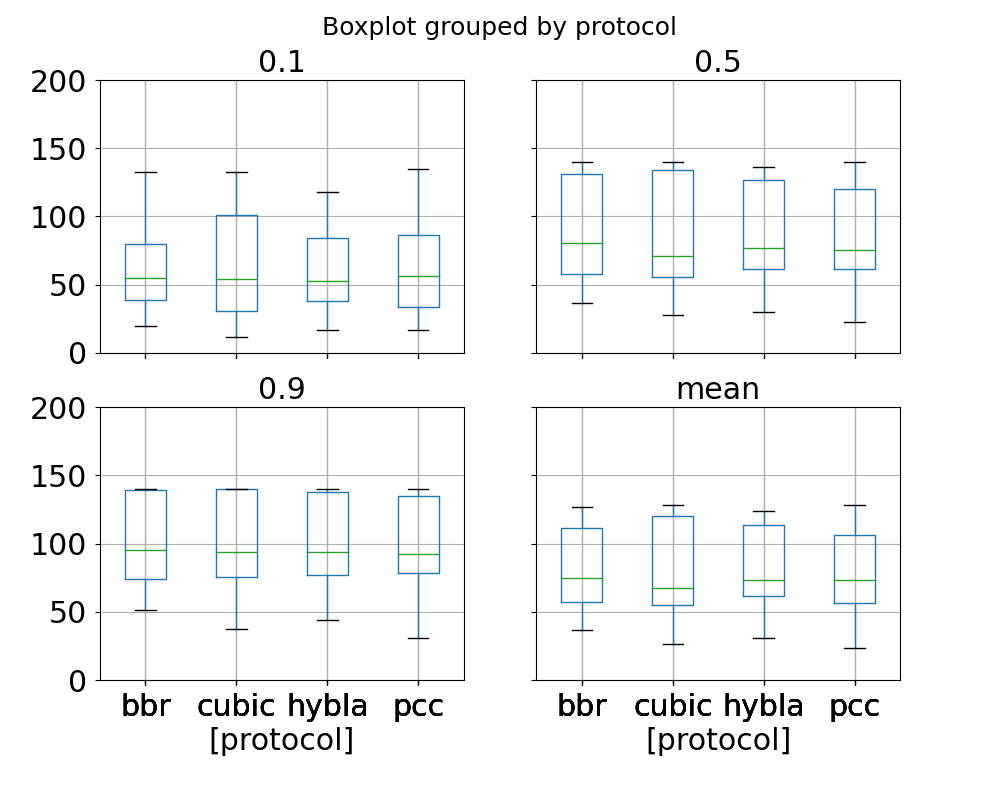 Boxplot grouped by protocol
0.1
0.5
200
150
100
50
0
0.9
mean
200
150
100
50
0
bbr cubic hybla pcc
bbr cubic hybla pcc
[protocol]
[protocol]